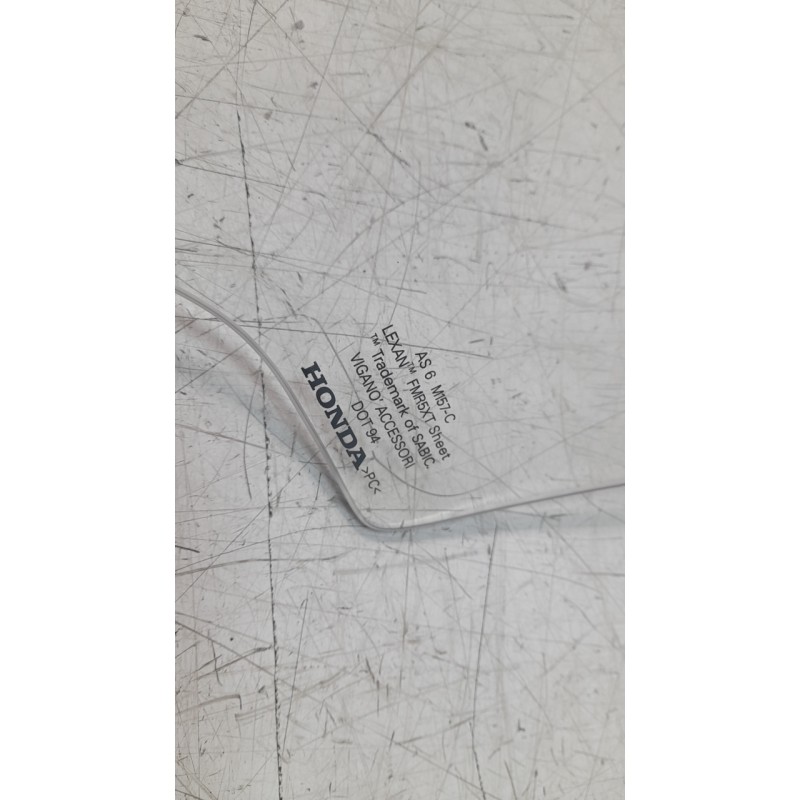 AS 6 M157-C
LEXAN™ FMR5XT Sheet
™ Trademark of SABIC
VIGANO' ACCESSORI
DOT 94
HONDA >PC<